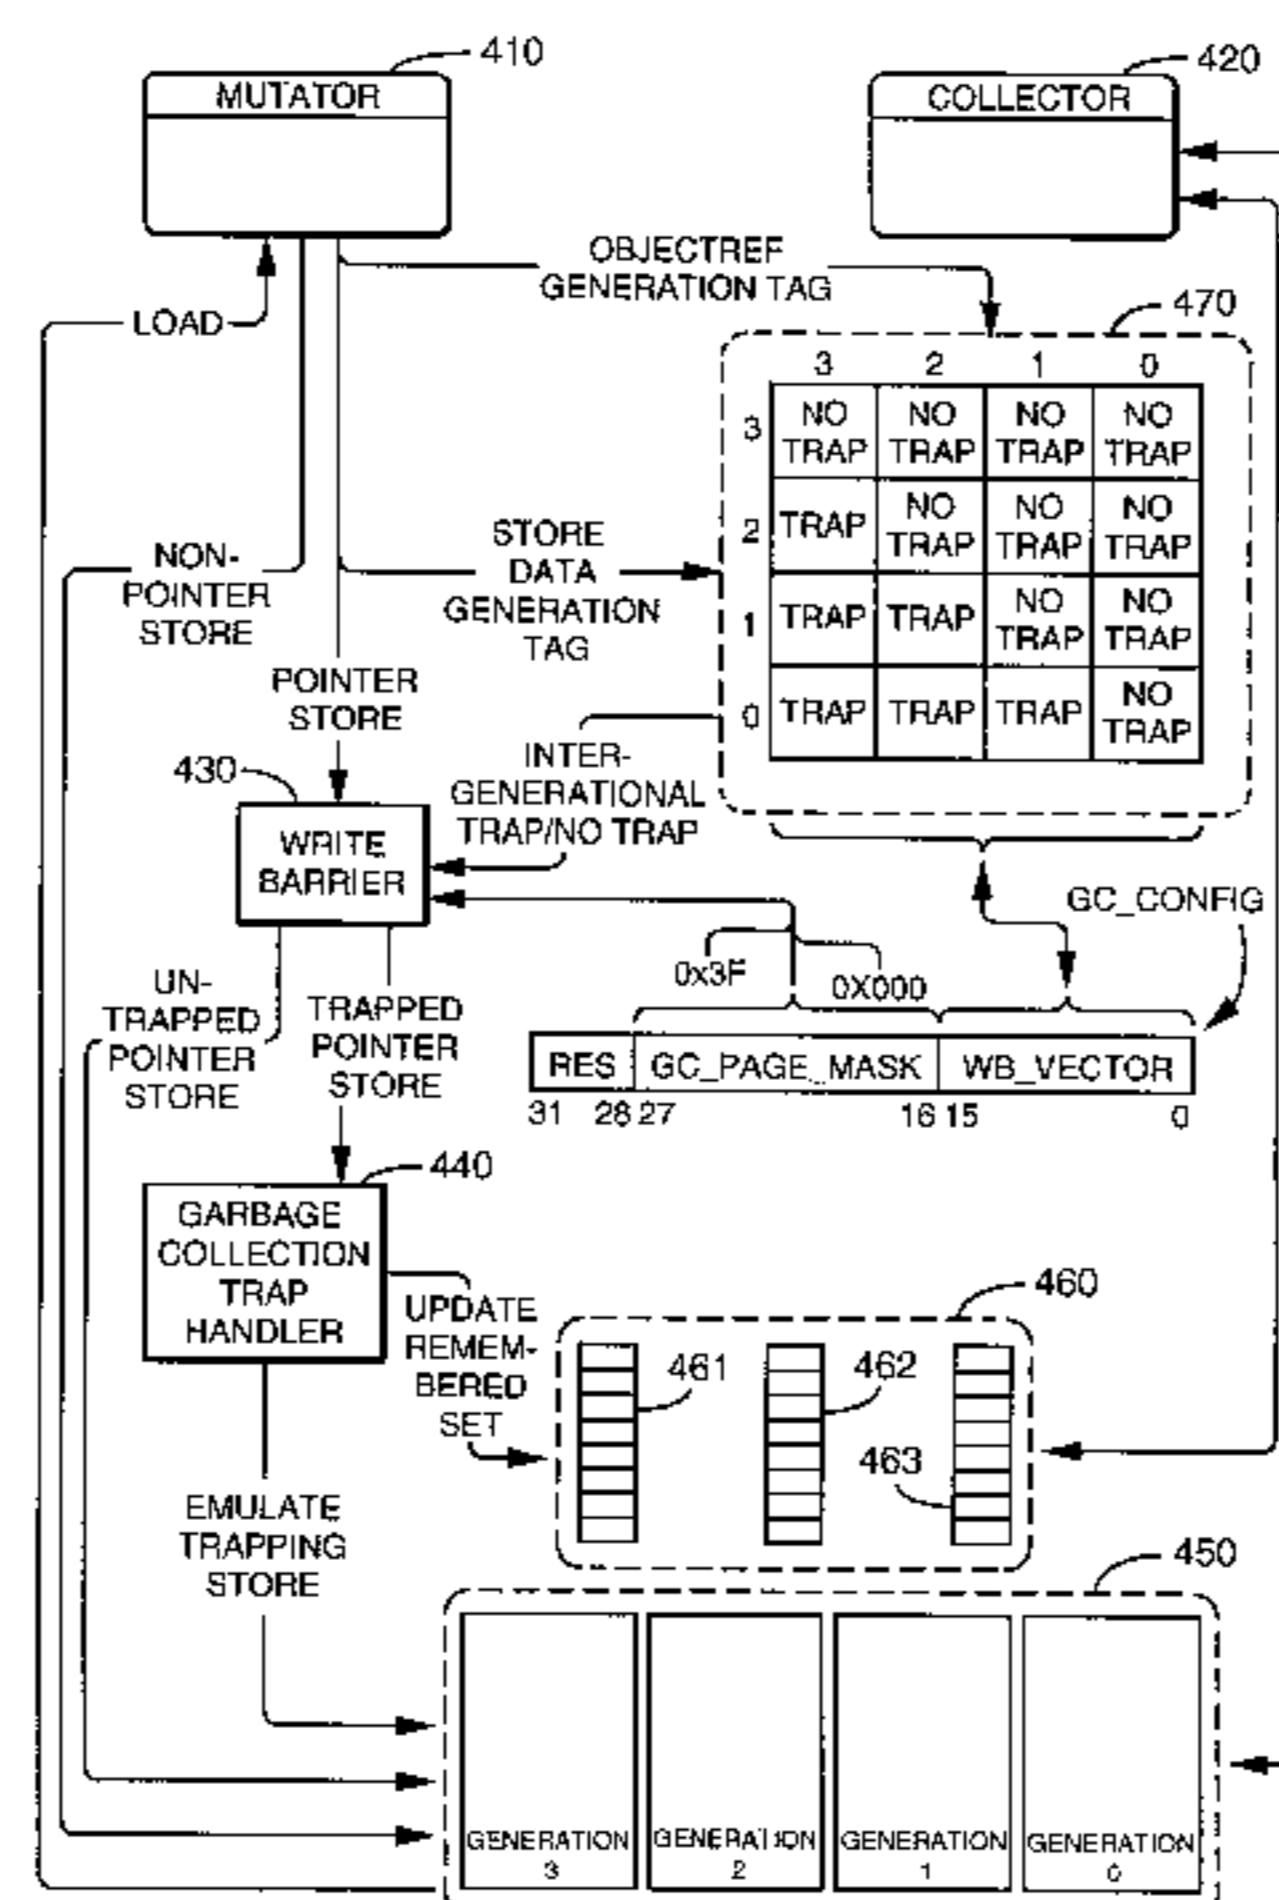 410
MUTATOR
420
COLLECTOR
OBJECTREF
GENERATION TAG
LOAD
470
3 2 1 0
3 NO TRAP NO TRAP NO TRAP NO TRAP
2 TRAP NO TRAP NO TRAP NO TRAP
1 TRAP TRAP NO TRAP NO TRAP
0 TRAP TRAP TRAP NO TRAP
NON-
POINTER
STORE
STORE
DATA
GENERATION
TAG
POINTER
STORE
INTER-
GENERATIONAL
TRAP/NO TRAP
430
WRITE
BARRIER
GC_CONFIG
0x3F
0X000
UN-
TRAPPED
POINTER
STORE
TRAPPED
POINTER
STORE
RES GC_PAGE_MASK WB_VECTOR
31 28 27 16 15 0
440
GARBAGE
COLLECTION
TRAP
HANDLER
UPDATE
REMEM-
BERED
SET
460
461
462
463
EMULATE
TRAPPING
STORE
450
GENERATION
3
GENERATION
2
GENERATION
1
GENERATION
0